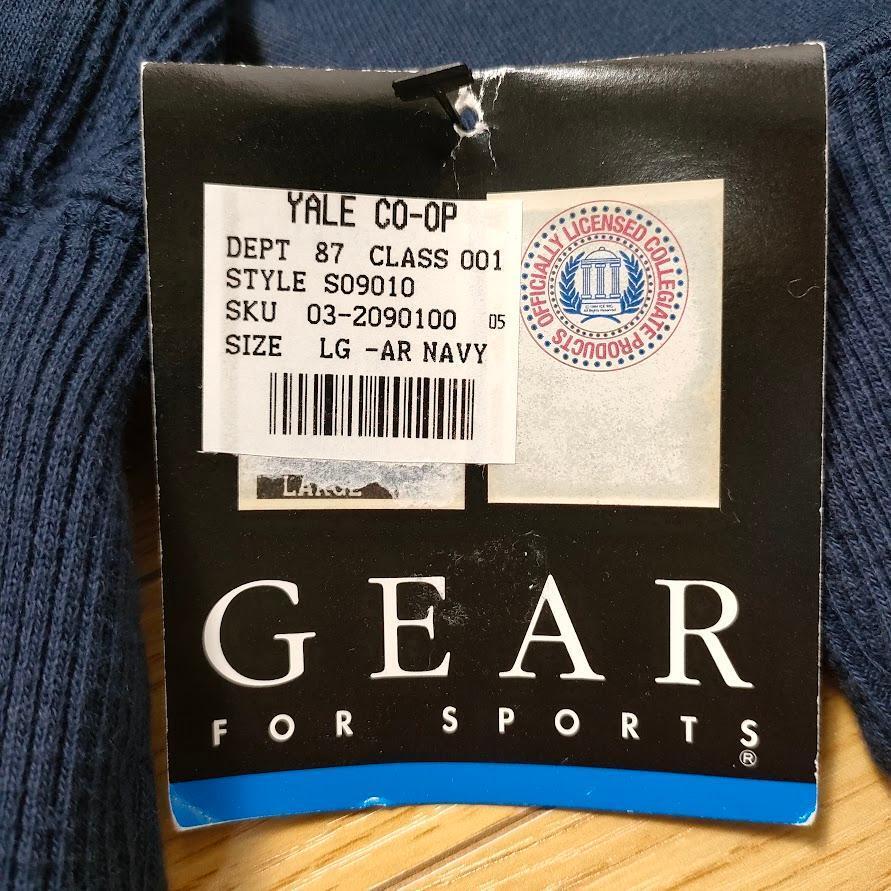 YALE CO-OP
DEPT 87 CLASS 001
STYLE S09010
SKU 03-2090100 05
SIZE LG -AR NAVY
OFFICIALLY LICENSED COLLEGIATE PRODUCTS
LARGE
GEAR
FOR SPORTS
®